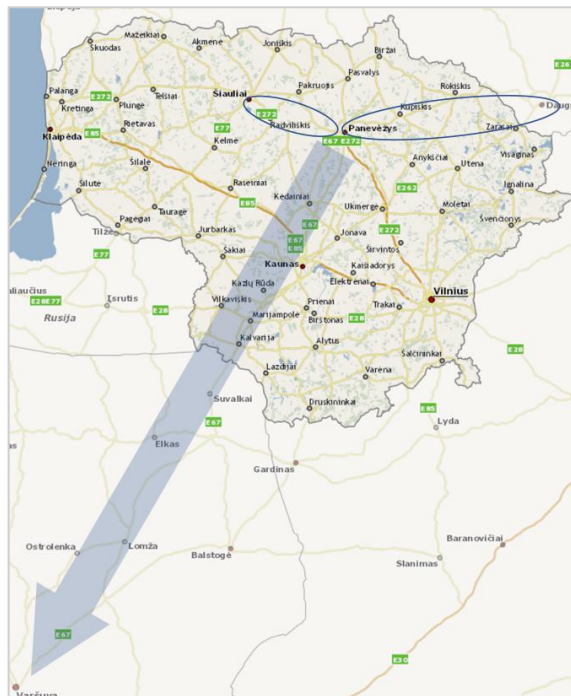 Mažeikiai
Skuodas
Akmenė
Joniškis
Biržai
Pasvalys
E 26
Palanga
E272
Kretinga
Plungė
Telšiai
Šiauliai
Pakruojis
Rokiškis
Kupiškis
E272
Radviliškis
Klaipėda
E85
Rietavas
E77
Panevėžys
E67 E272
Zarasai
Kelmė
Visaginas
Neringa
Šilalė
Anykščiai
Utena
Šilutė
Raseiniai
E262
Ignalina
Kėdainiai
E85
Tauragė
Ukmergė
Molėtai
Pagėgiai
Jurbarkas
E67
E272
Švenčionys
Tilžė
E77
Šakiai
E67
E85
Jonava
Širvintos
Kaunas
Kaišiadorys
Kazlų Rūda
Elektrėnai
Vilnius
E28E77
Įsrutis
Vilkaviškis
Prienai
Trakai
Rusija
E28
Marijampolė
Birštonas
E28
Kalvarija
Alytus
Šalčininkai
E28
Lazdijai
Varėna
Suvalkai
Druskininkai
E85
E67
Lyda
Elkas
Gardinas
Lomža
Ostrolenka
Balstogė
Baranovičiai
Slanimas
E67
E30
Varšuva